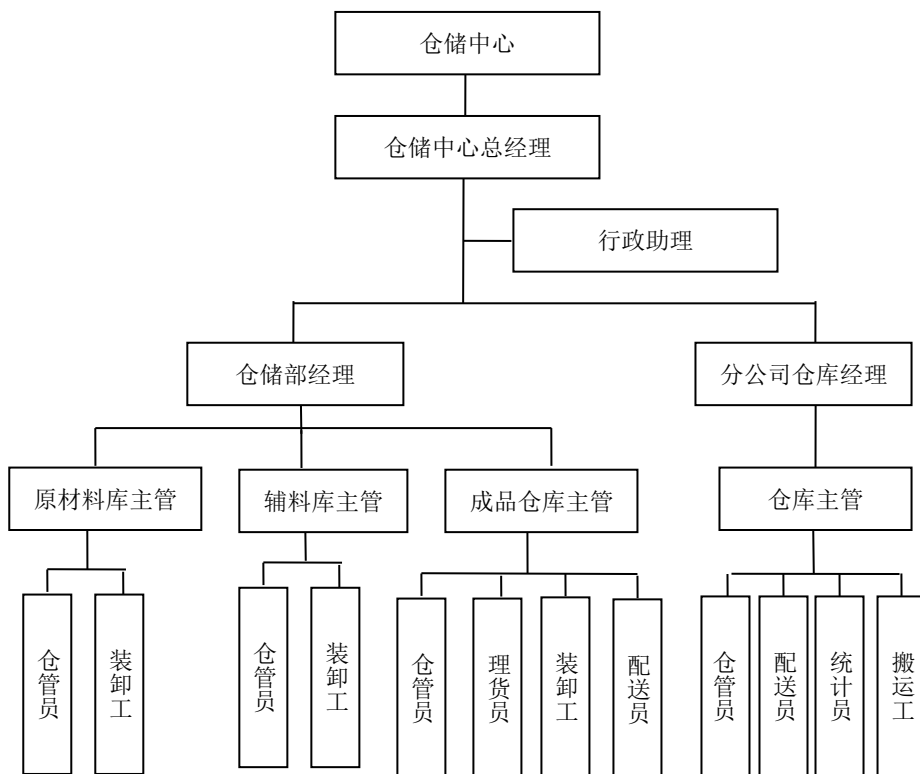 仓储中心
仓储中心总经理
行政助理
仓储部经理
分公司仓库经理
原材料库主管
辅料库主管
成品仓库主管
仓库主管
仓管员
装卸工
仓管员
装卸工
仓管员
理货员
装卸工
配送员
仓管员
配送员
统计员
搬运工